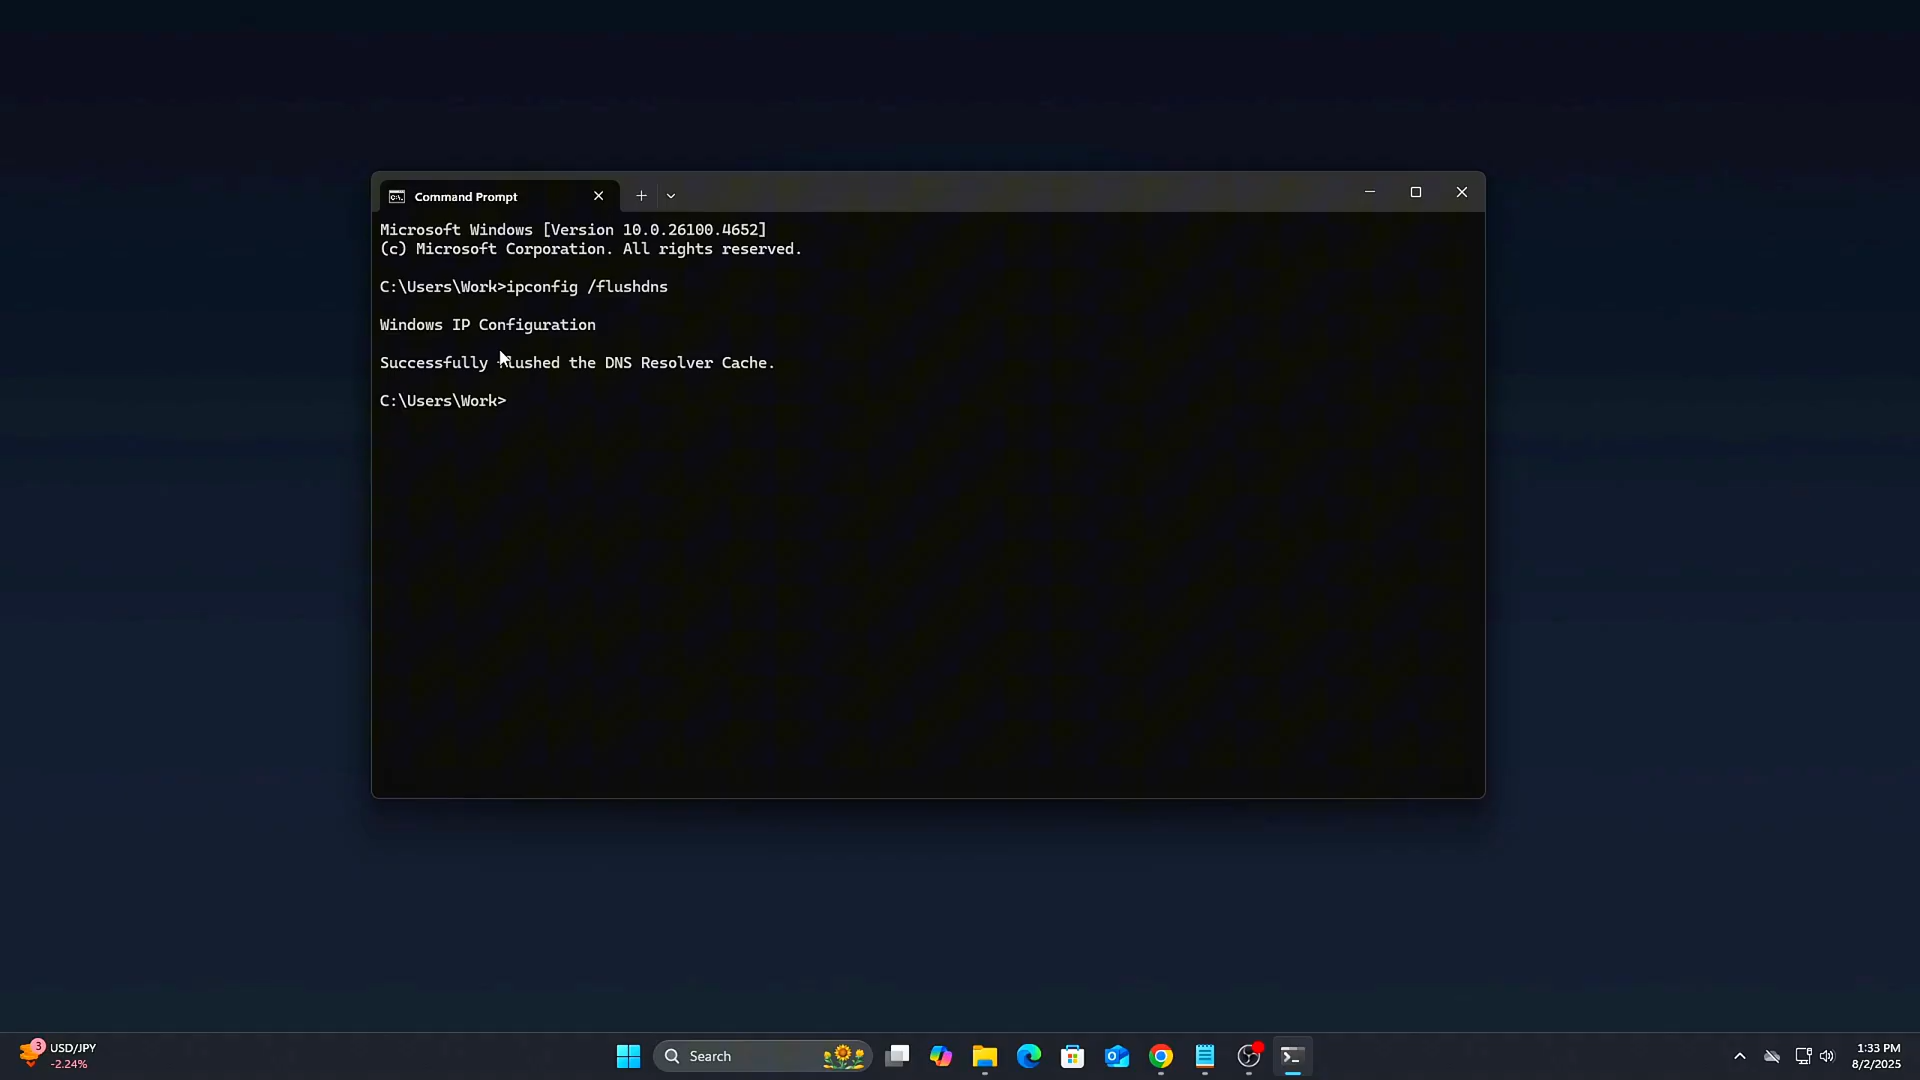 Command Prompt
Microsoft Windows [Version 10.0.26100.4652]
(c) Microsoft Corporation. All rights reserved.
C:\Users\Work>ipconfig /flushdns
Windows IP Configuration
Successfully flushed the DNS Resolver Cache.
C:\Users\Work>
3
USD/JPY
-2.24%
Search
1:33 PM
8/2/2025